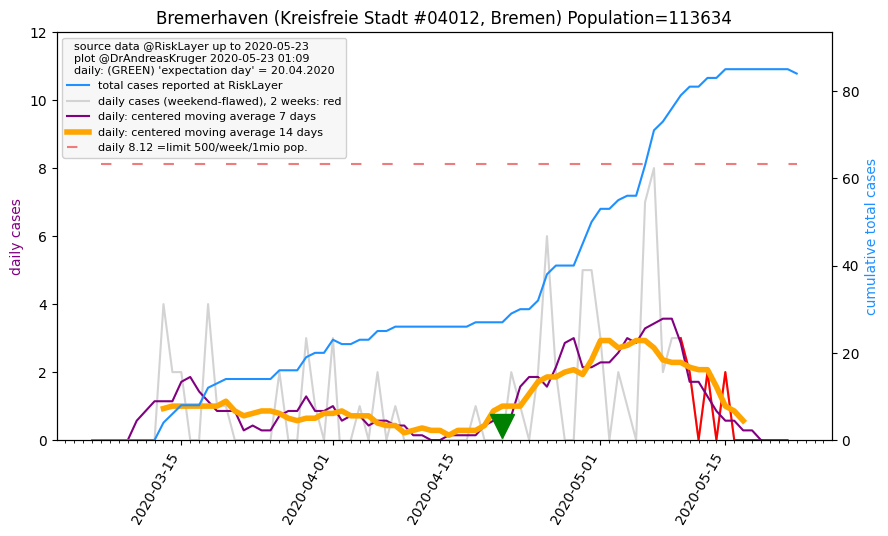 Bremerhaven (Kreisfreie Stadt #04012, Bremen) Population=113634
source data @RiskLayer up to 2020-05-23
plot @DrAndreasKruger 2020-05-23 01:09
daily: (GREEN) 'expectation day' = 20.04.2020
total cases reported at RiskLayer
daily cases (weekend-flawed), 2 weeks: red
daily: centered moving average 7 days
daily: centered moving average 14 days
daily 8.12 =limit 500/week/1mio pop.
daily cases
12
10
8
6
4
2
0
80
60
40
20
0
cumulative total cases
2020-03-15
2020-04-01
2020-04-15
2020-05-01
2020-05-15